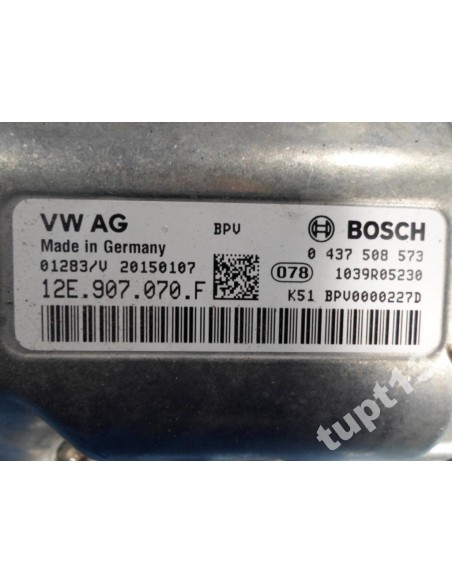 VW AG BPV BOSCH
Made in Germany 0 437 508 573
01283/V 20150107 078 1039R05230
12E.907.070.F K51 BPV0000227D
tupt1